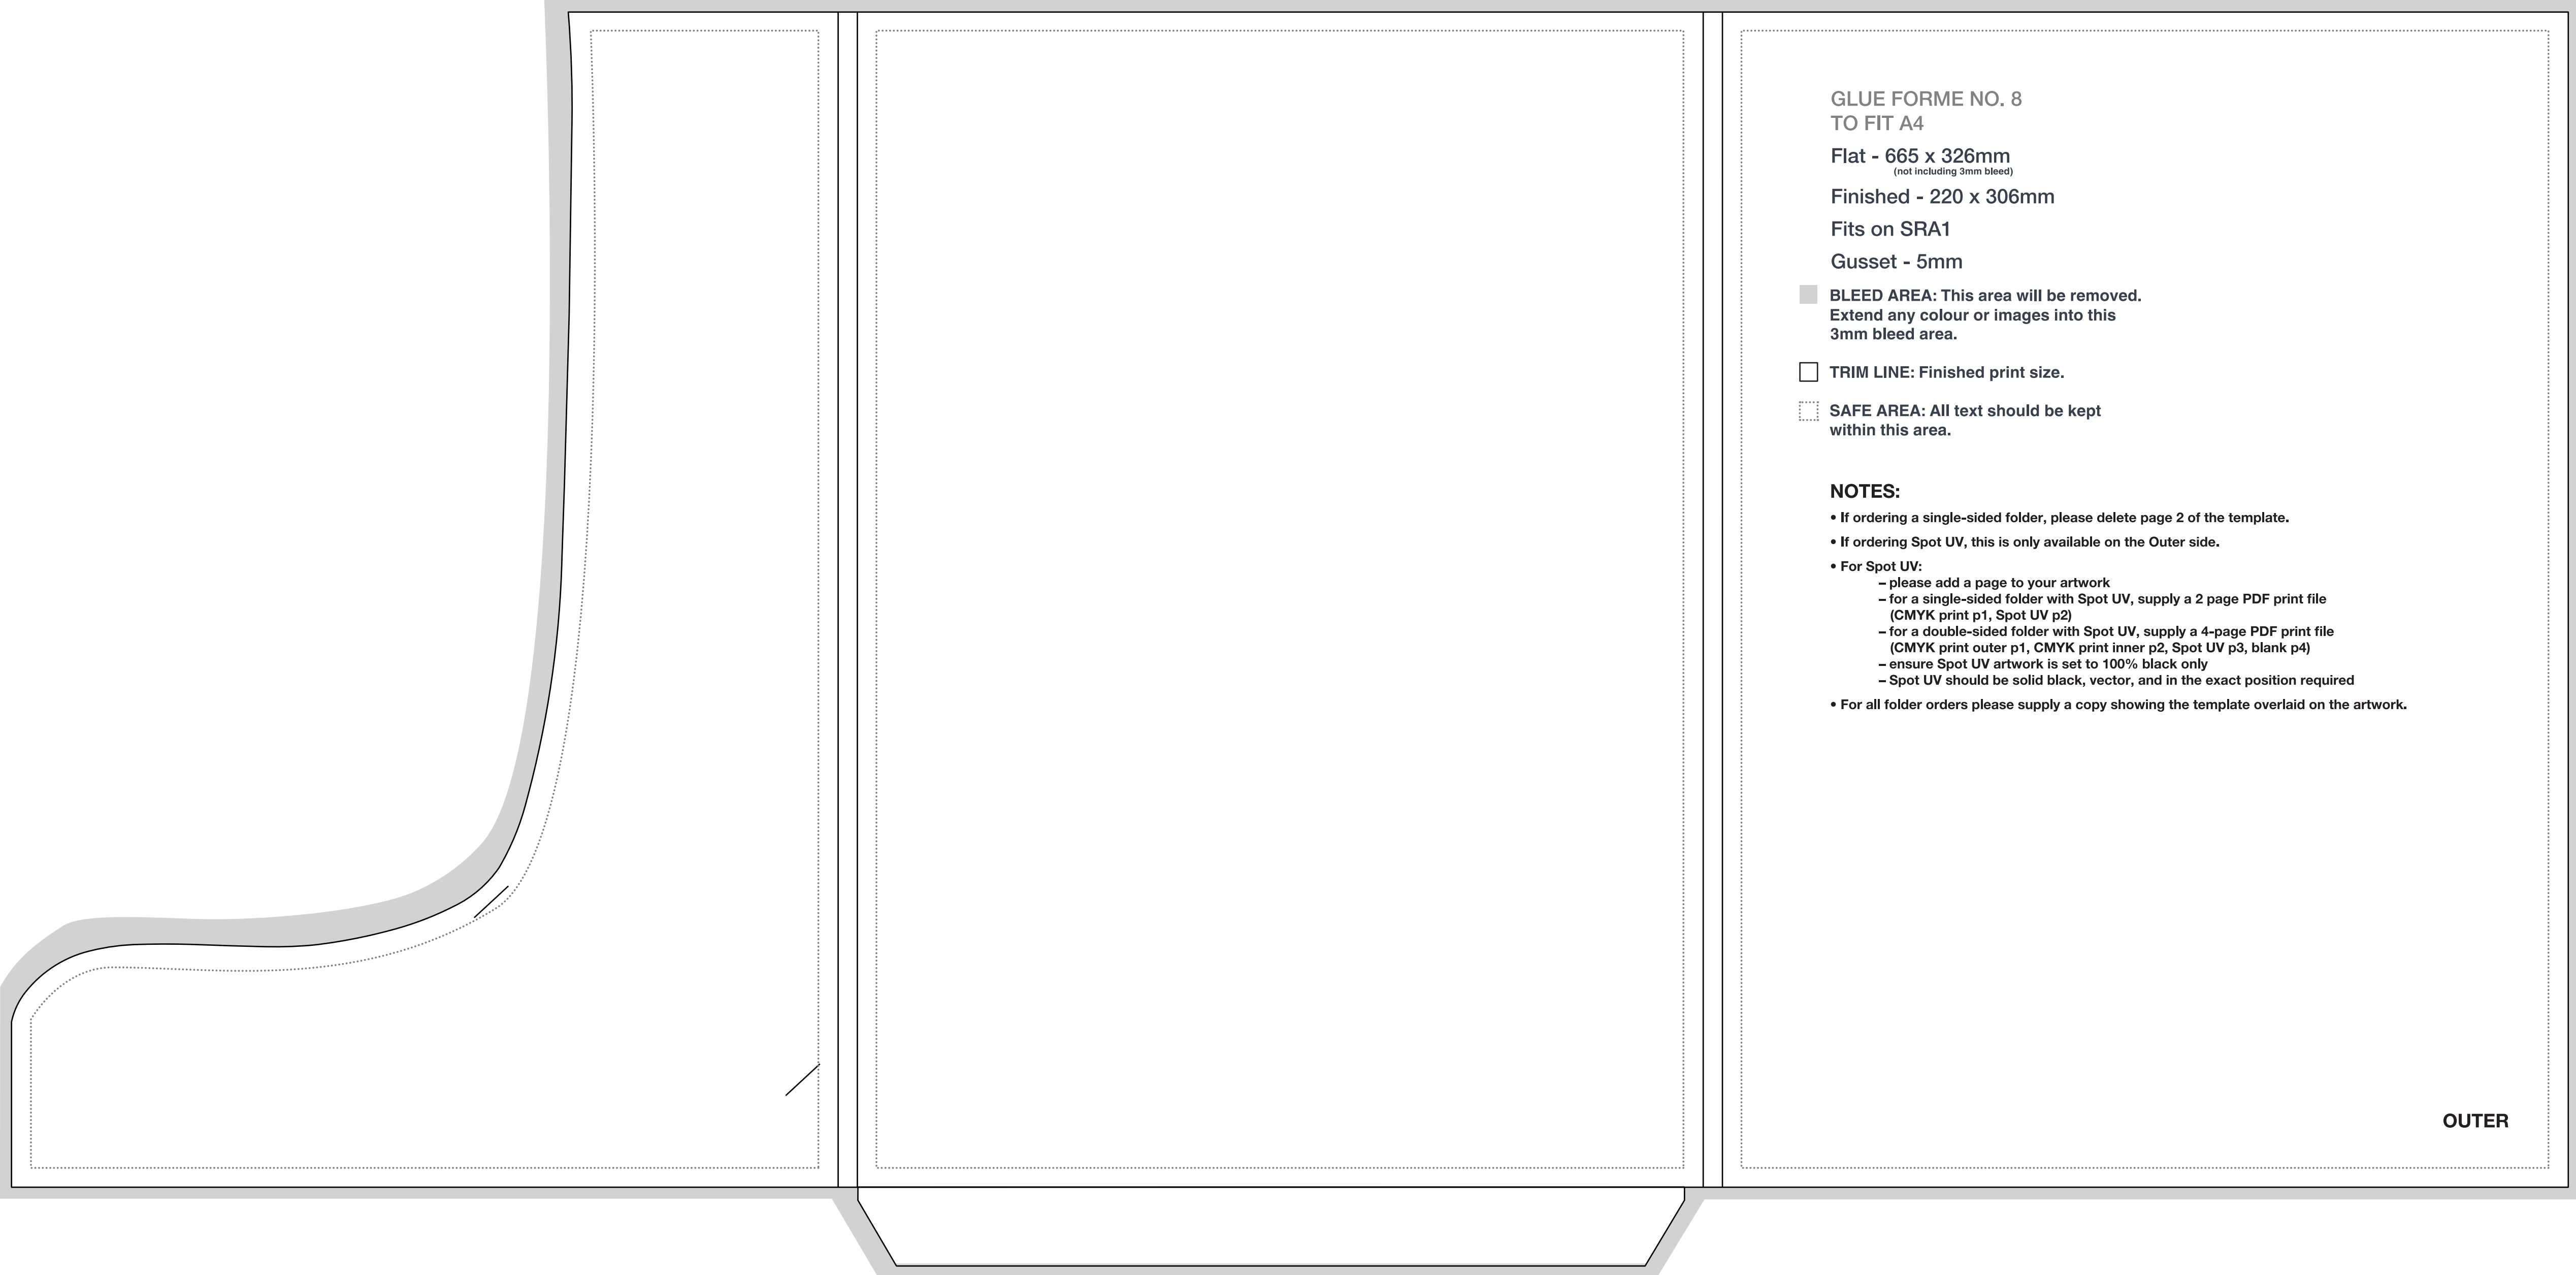 GLUE FORME NO. 8
TO FIT A4
Flat - 665 x 326mm
(not including 3mm bleed)
Finished - 220 x 306mm
Fits on SRA1
Gusset - 5mm
BLEED AREA: This area will be removed.
Extend any colour or images into this
3mm bleed area.
TRIM LINE: Finished print size.
SAFE AREA: All text should be kept
within this area.
NOTES:
• If ordering a single-sided folder, please delete page 2 of the template.
• If ordering Spot UV, this is only available on the Outer side.
• For Spot UV:
– please add a page to your artwork
– for a single-sided folder with Spot UV, supply a 2 page PDF print file
(CMYK print p1, Spot UV p2)
– for a double-sided folder with Spot UV, supply a 4-page PDF print file
(CMYK print outer p1, CMYK print inner p2, Spot UV p3, blank p4)
– ensure Spot UV artwork is set to 100% black only
– Spot UV should be solid black, vector, and in the exact position required
• For all folder orders please supply a copy showing the template overlaid on the artwork.
OUTER